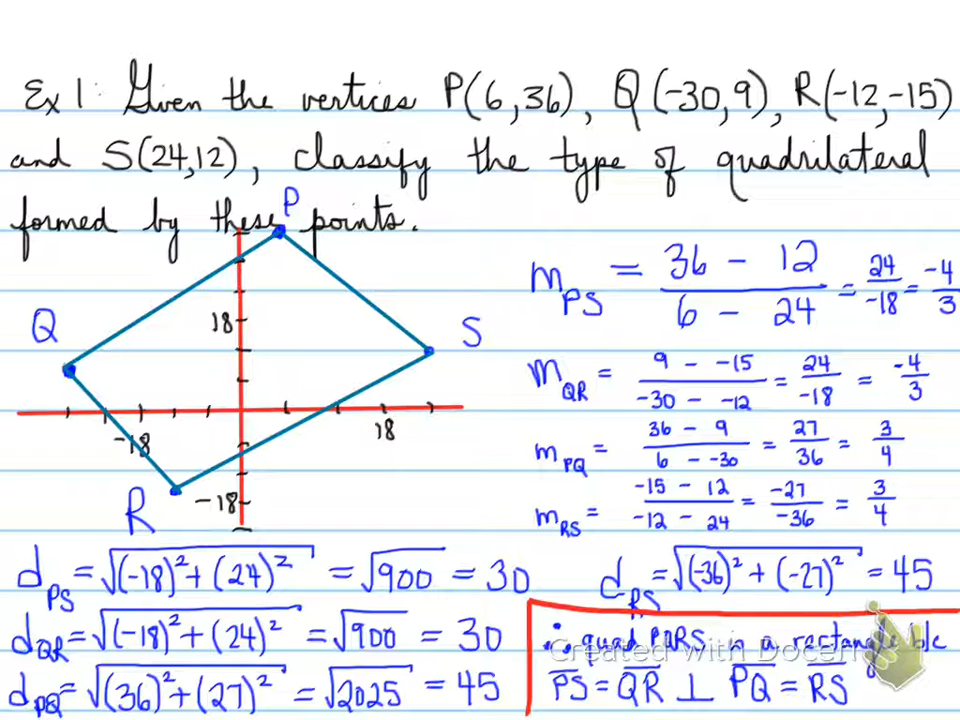 Ex 1: Given the vertices P(6,36), Q(-30,9), R(-12,-15)
and S(24,12), classify the type of quadrilateral
formed by these points.
P
Q
S
R
18
-18
18
-18
m_PS = (36 - 12)/(6 - 24) = 24/-18 = -4/3
m_QR = (9 - -15)/(-30 - -12) = 24/-18 = -4/3
m_PQ = (36 - 9)/(6 - -30) = 27/36 = 3/4
m_RS = (-15 - 12)/(-12 - 24) = -27/-36 = 3/4
d_PS = √((-18)² + (24)²) = √900 = 30
d_RS = √((-36)² + (-27)²) = 45
d_QR = √((-18)² + (24)²) = √900 = 30
d_PQ = √((36)² + (27)²) = √2025 = 45
∴ quad PQRS is a rectangle b/c
PS = QR ⊥ PQ = RS
Created with Doceri